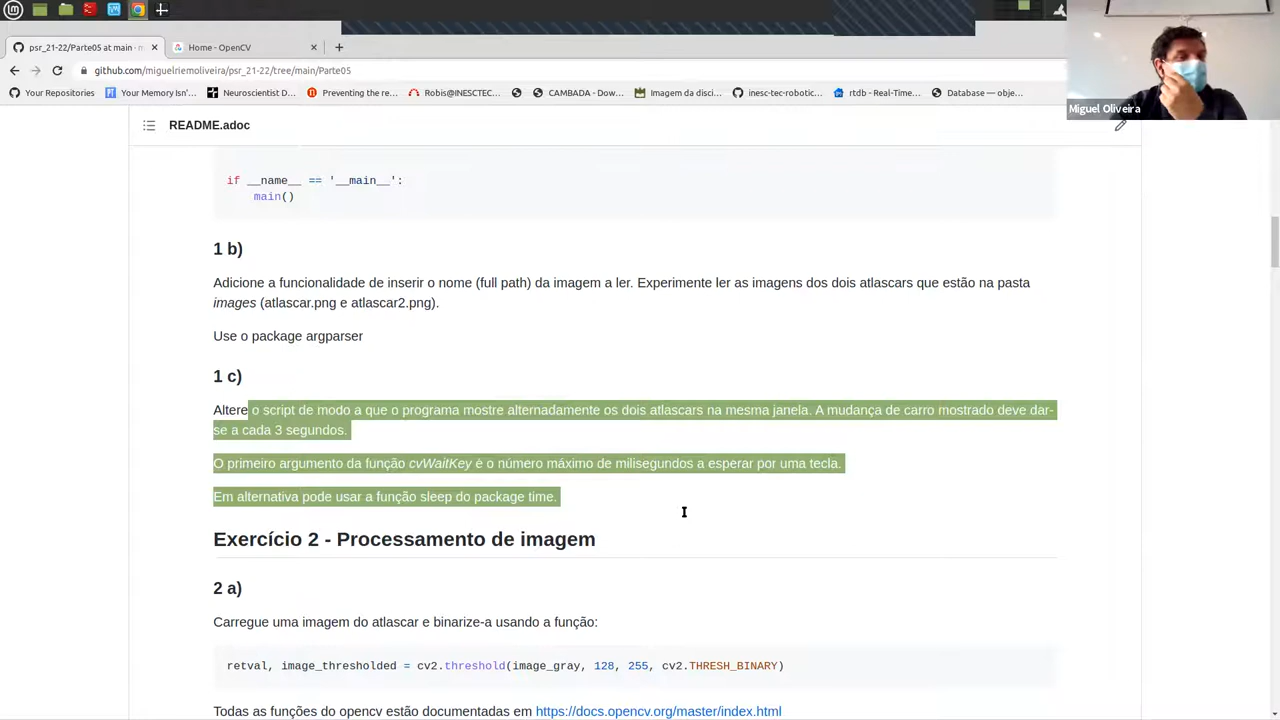 psr_21-22/Parte05 at main · m
Home - OpenCV
github.com/miguelriemoliveira/psr_21-22/tree/main/Parte05
Your Repositories
Your Memory Isn'...
Neuroscientist D...
Preventing the re...
Robis@INESCTEC...
CAMBADA - Dow...
Imagem da disci...
inesc-tec-robotic...
rtdb - Real-Time...
Database — obje...
Miguel Oliveira
README.adoc
if __name__ == '__main__':
main()
1 b)
Adicione a funcionalidade de inserir o nome (full path) da imagem a ler. Experimente ler as imagens dos dois atlascars que estão na pasta
images (atlascar.png e atlascar2.png).
Use o package argparser
1 c)
Altere o script de modo a que o programa mostre alternadamente os dois atlascars na mesma janela. A mudança de carro mostrado deve dar-
se a cada 3 segundos.
O primeiro argumento da função cvWaitKey é o número máximo de milisegundos a esperar por uma tecla.
Em alternativa pode usar a função sleep do package time.
Exercício 2 - Processamento de imagem
2 a)
Carregue uma imagem do atlascar e binarize-a usando a função:
retval, image_thresholded = cv2.threshold(image_gray, 128, 255, cv2.THRESH_BINARY)
Todas as funções do opencv estão documentadas em https://docs.opencv.org/master/index.html